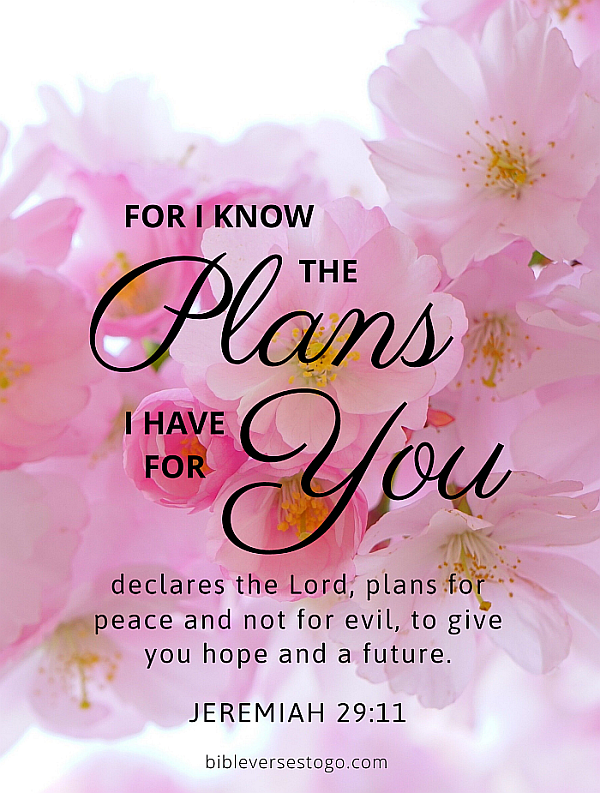 FOR I KNOW
THE
Plans
I HAVE
FOR
You
declares the Lord, plans for
peace and not for evil, to give
you hope and a future.
JEREMIAH 29:11
bibleversestogo.com